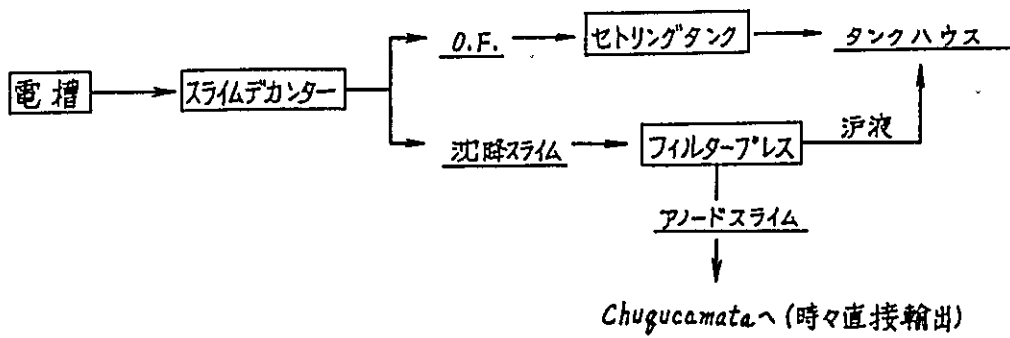 O.F.
セトリングタンク
タンクハウス
電槽
スライムデカンター
沈降スライム
フィルタープレス
沪液
アノードスライム
Chuqucamataへ(時々直接輸出)